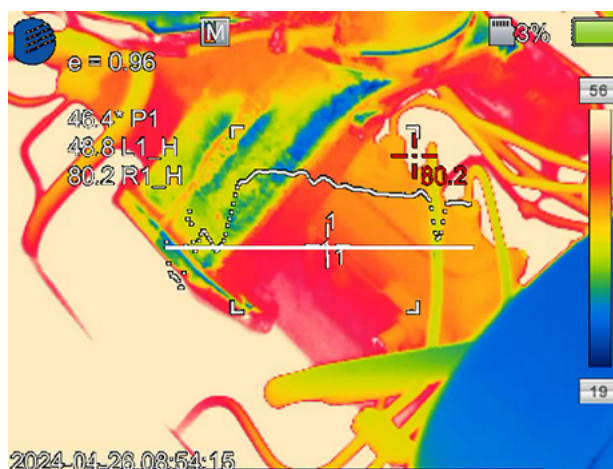 M
3%
e = 0.96
56
46.4* P1
48.8 L1_H
80.2 R1_H
80.2
1
1
19
2024-04-26 08:54:15